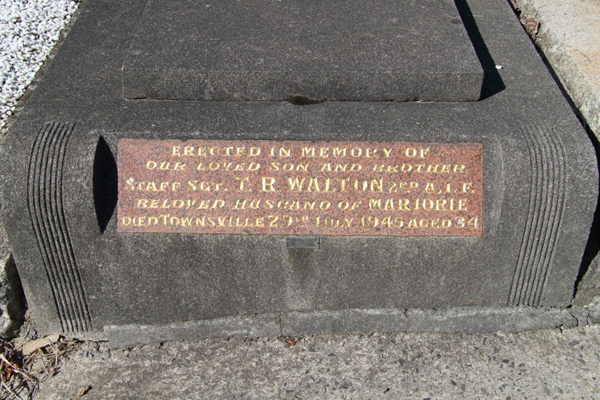 ERECTED IN MEMORY OF
OUR LOVED SON AND BROTHER
STAFF SGT. T. R. WALTON 2ND A.I.F.
BELOVED HUSBAND OF MARJORIE
DIED TOWNSVILLE 29TH JULY 1945 AGED 34